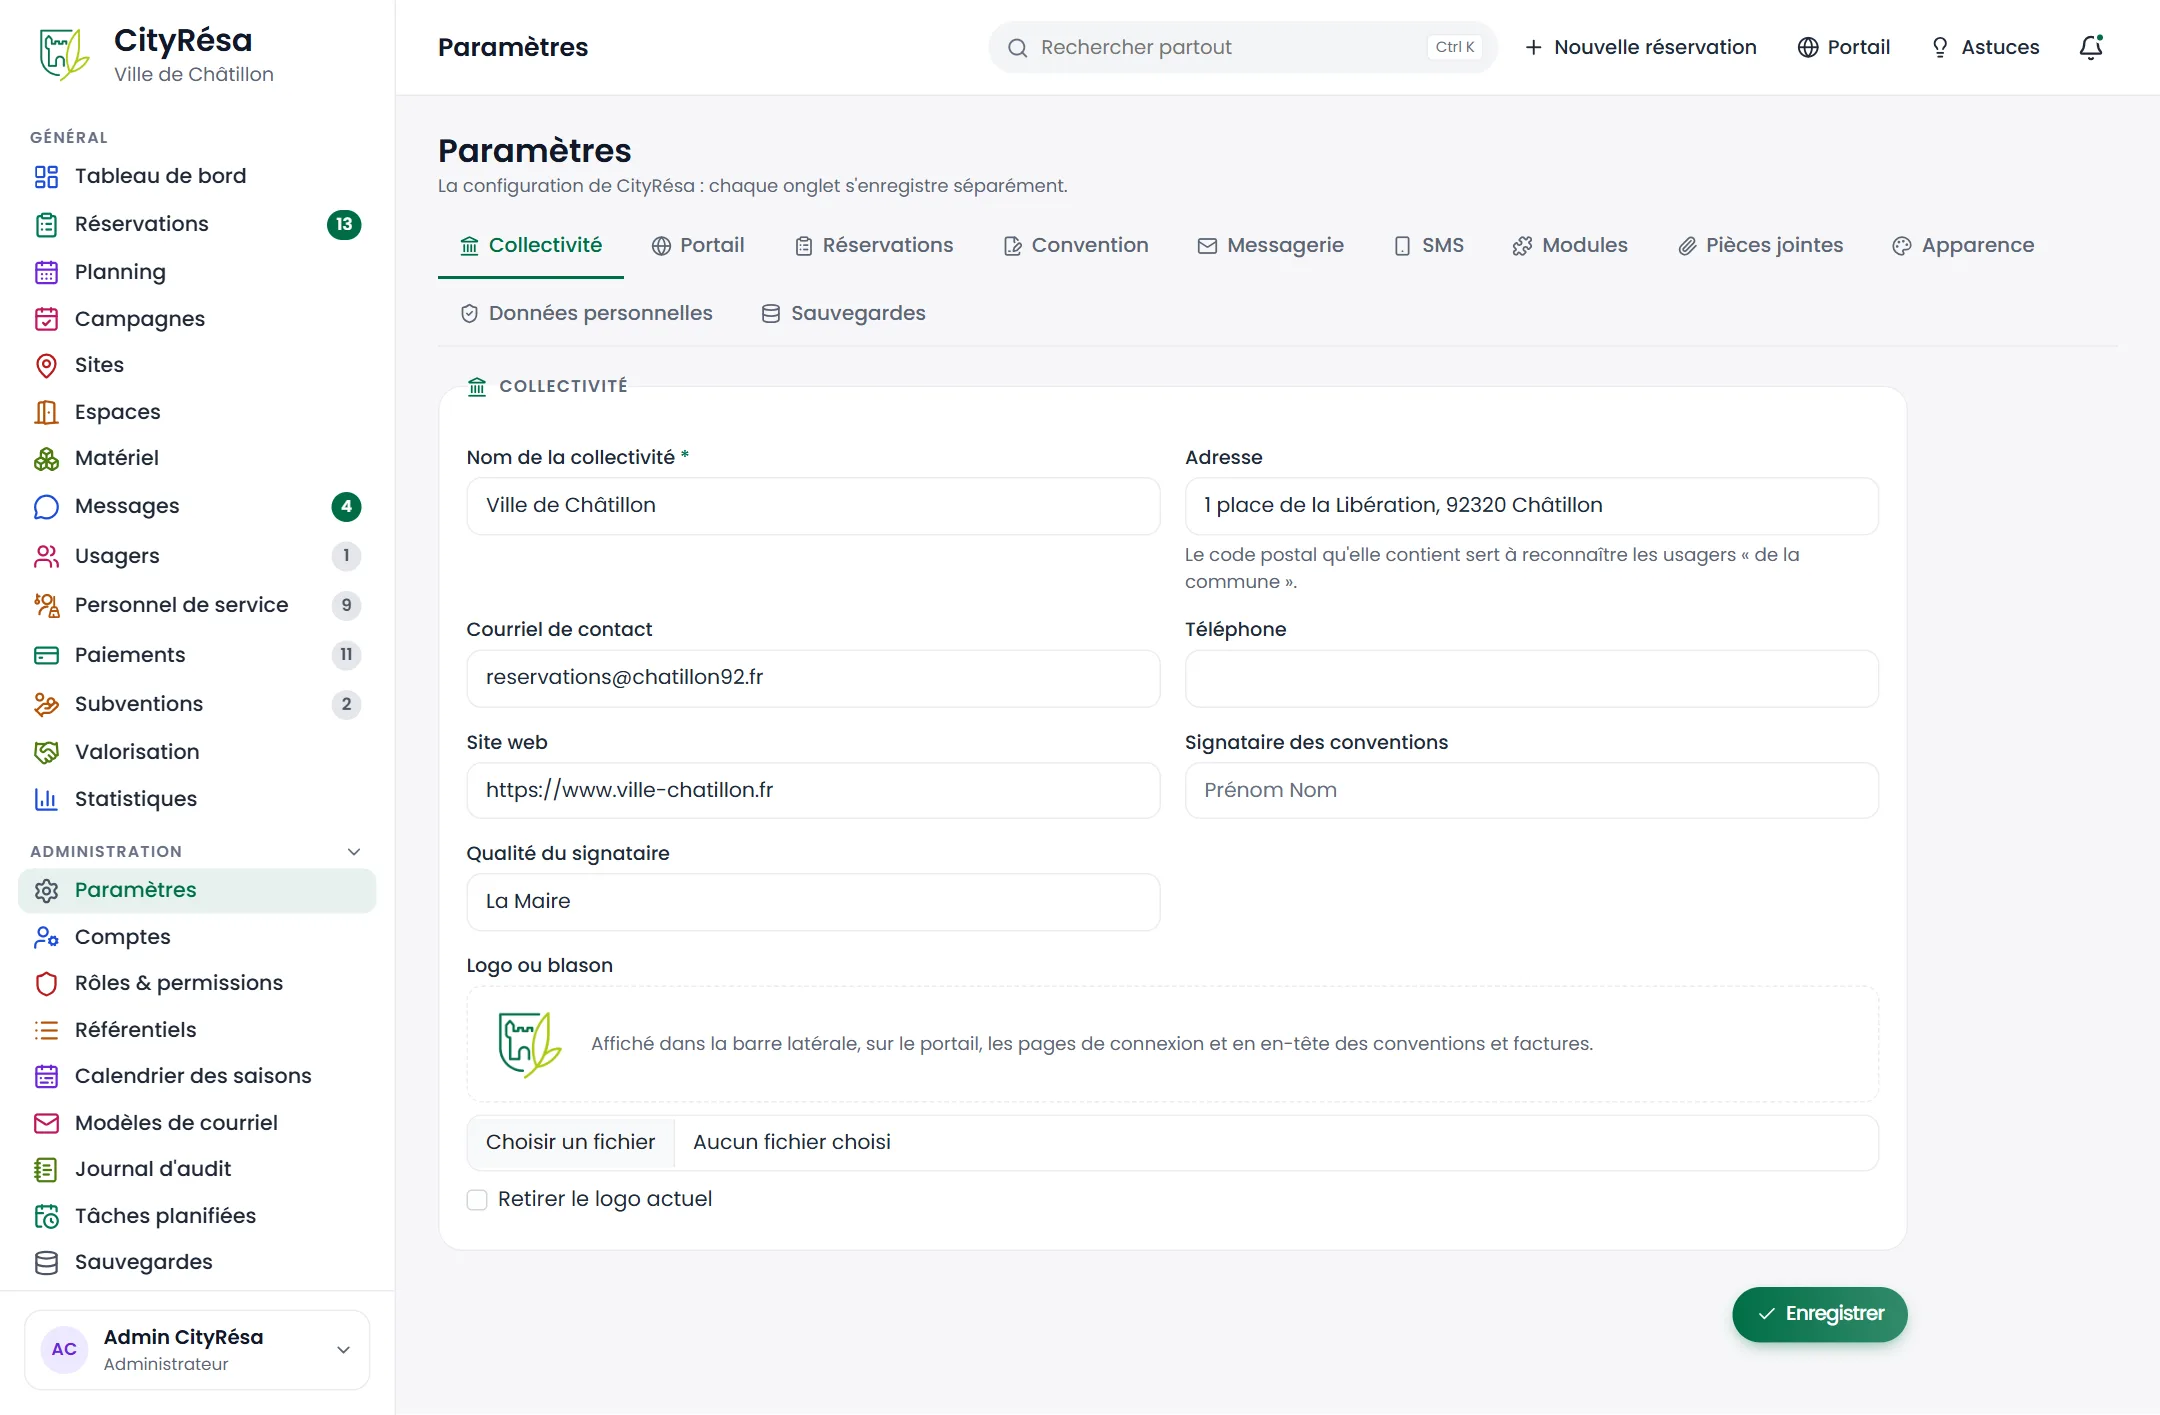 CityRésa
Ville de Châtillon
GÉNÉRAL
Tableau de bord
Réservations 13
Planning
Campagnes
Sites
Espaces
Matériel
Messages 4
Usagers 1
Personnel de service 9
Paiements 11
Subventions 2
Valorisation
Statistiques
ADMINISTRATION
Paramètres
Comptes
Rôles & permissions
Référentiels
Calendrier des saisons
Modèles de courriel
Journal d'audit
Tâches planifiées
Sauvegardes
AC
Admin CityRésa
Administrateur
Paramètres
Rechercher partout Ctrl K
Nouvelle réservation
Portail
Astuces
Paramètres
La configuration de CityRésa : chaque onglet s'enregistre séparément.
Collectivité Portail Réservations Convention Messagerie SMS Modules Pièces jointes Apparence
Données personnelles Sauvegardes
COLLECTIVITÉ
Nom de la collectivité *
Ville de Châtillon
Adresse
1 place de la Libération, 92320 Châtillon
Le code postal qu'elle contient sert à reconnaître les usagers « de la
commune ».
Courriel de contact
reservations@chatillon92.fr
Téléphone
Site web
https://www.ville-chatillon.fr
Signataire des conventions
Prénom Nom
Qualité du signataire
La Maire
Logo ou blason
Affiché dans la barre latérale, sur le portail, les pages de connexion et en en-tête des conventions et factures.
Choisir un fichier Aucun fichier choisi
Retirer le logo actuel
Enregistrer